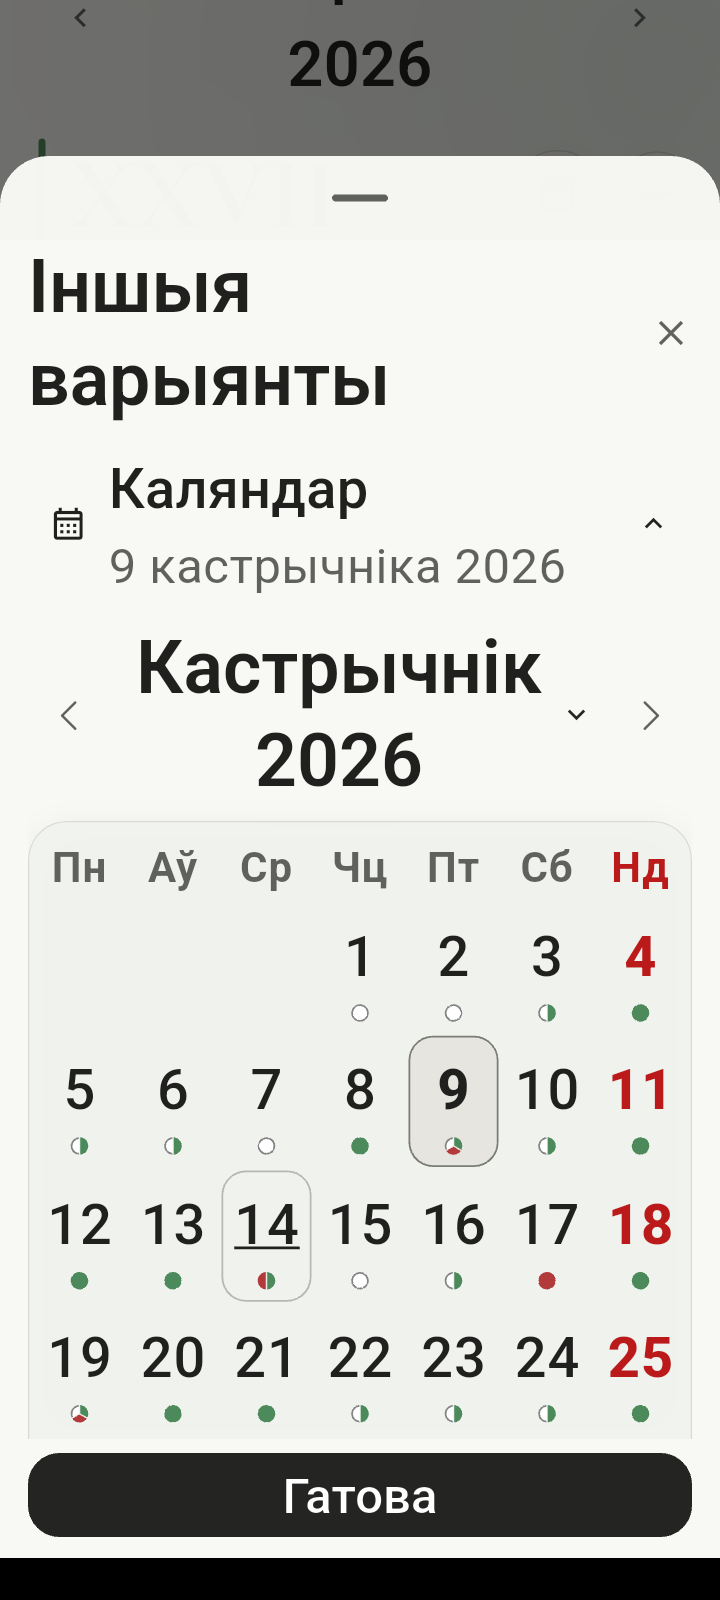 2026
XXVII
Іншыя
варыянты
Каляндар
9 кастрычніка 2026
Кастрычнік
2026
Пн Аў Ср Чц Пт Сб Нд
1 2 3 4
5 6 7 8 9 10 11
12 13 14 15 16 17 18
19 20 21 22 23 24 25
Гатова